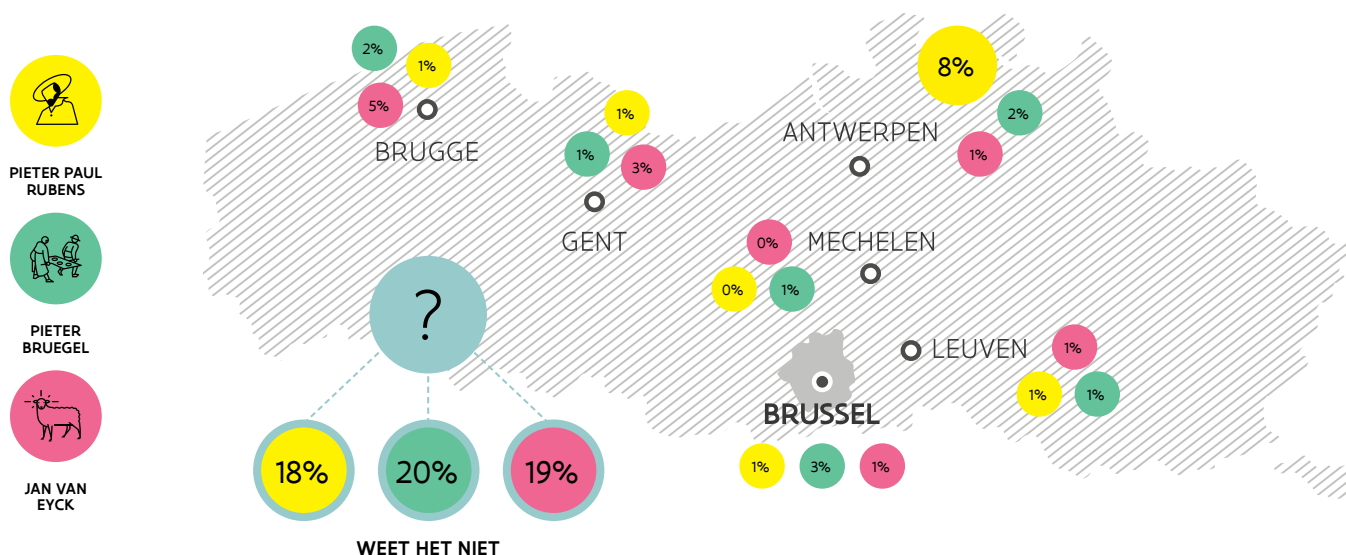 PIETER PAUL
RUBENS
PIETER
BRUEGEL
JAN VAN
EYCK
2%
1%
5%
BRUGGE
1%
1%
3%
GENT
8%
2%
1%
ANTWERPEN
0%
MECHELEN
0%
1%
LEUVEN
1%
1%
1%
BRUSSEL
1%
3%
1%
?
18%
20%
19%
WEET HET NIET